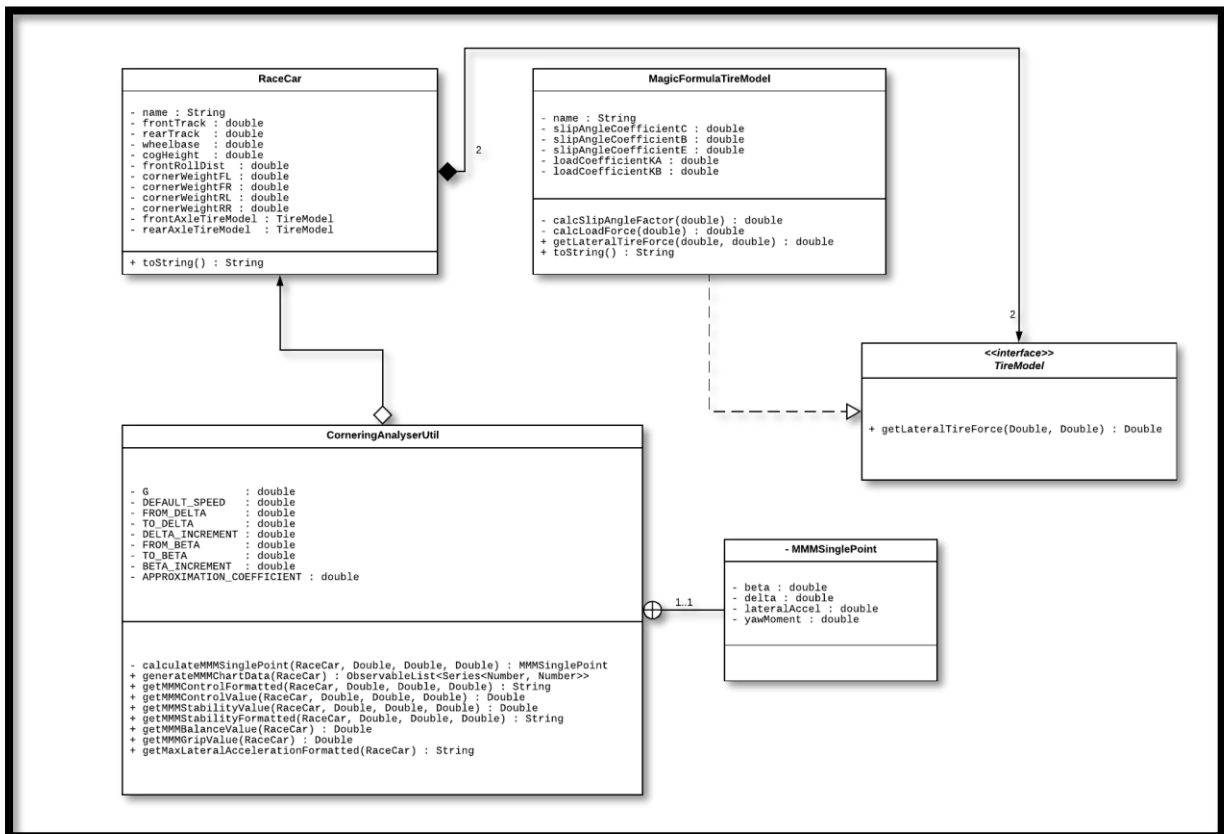 RaceCar
- name : String
- frontTrack : double
- rearTrack  : double
- wheelbase  : double
- cogHeight  : double
- frontRollDist  : double
- cornerWeightFL : double
- cornerWeightFR : double
- cornerWeightRL : double
- cornerWeightRR : double
- frontAxleTireModel : TireModel
- rearAxleTireModel  : TireModel
+ toString() : String
2
MagicFormulaTireModel
- name : String
- slipAngleCoefficientC : double
- slipAngleCoefficientB : double
- slipAngleCoefficientE : double
- loadCoefficientKA : double
- loadCoefficientKB : double
- calcSlipAngleFactor(double) : double
- calcLoadForce(double) : double
+ getLateralTireForce(double, double) : double
+ toString() : String
2
<<interface>>
TireModel
+ getLateralTireForce(Double, Double) : Double
CorneringAnalyserUtil
- G               : double
- DEFAULT_SPEED   : double
- FROM_DELTA      : double
- TO_DELTA        : double
- DELTA_INCREMENT : double
- FROM_BETA       : double
- TO_BETA         : double
- BETA_INCREMENT  : double
- APPROXIMATION_COEFFICIENT : double
- calculateMMMSinglePoint(RaceCar, Double, Double, Double) : MMMSinglePoint
+ generateMMMChartData(RaceCar) : ObservableList<Series<Number, Number>>
+ getMMMControlFormatted(RaceCar, Double, Double, Double) : String
+ getMMMControlValue(RaceCar, Double, Double, Double) : Double
+ getMMMStabilityValue(RaceCar, Double, Double, Double) : Double
+ getMMMStabilityFormatted(RaceCar, Double, Double, Double) : String
+ getMMMBalanceValue(RaceCar) : Double
+ getMMMGripValue(RaceCar) : Double
+ getMaxLateralAccelerationFormatted(RaceCar) : String
1..1
- MMMSinglePoint
- beta : double
- delta : double
- lateralAccel : double
- yawMoment : double